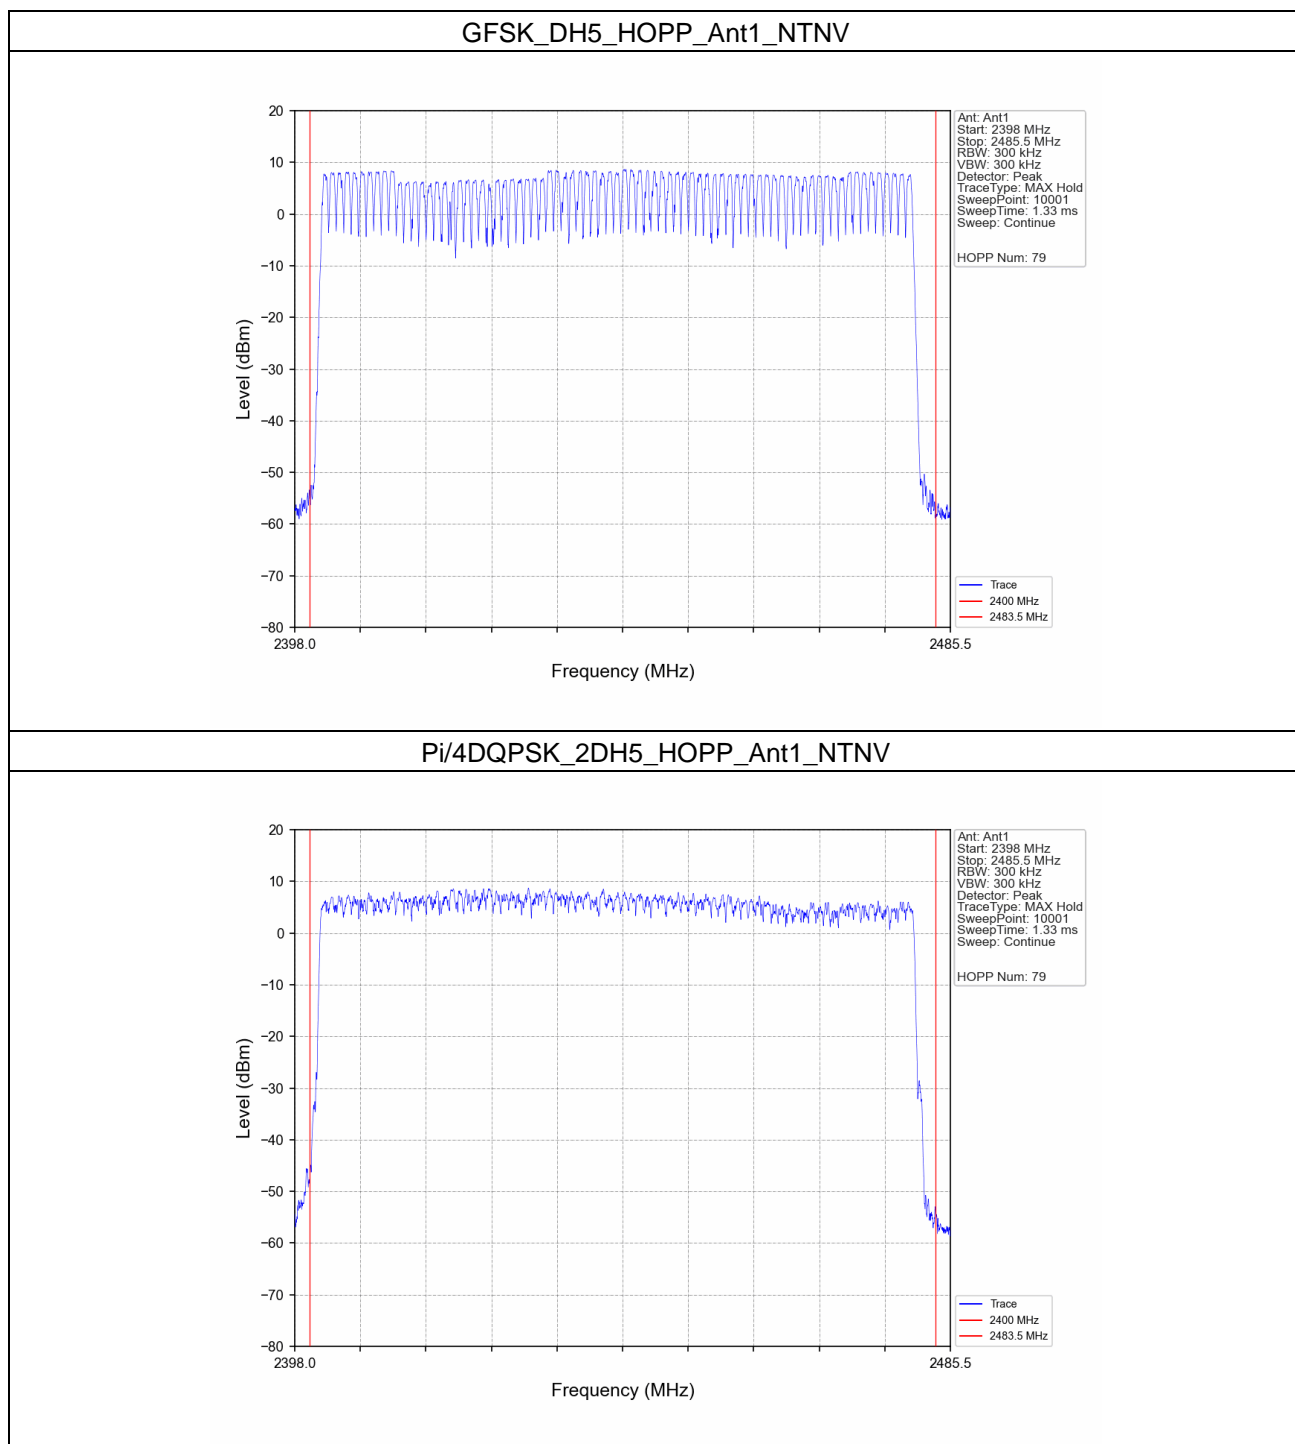 GFSK_DH5_HOPP_Ant1_NTNV
20
10
0
−10
−20
−30
−40
−50
−60
−70
−80
Level (dBm)
2398.0
2485.5
Frequency (MHz)
Ant: Ant1
Start: 2398 MHz
Stop: 2485.5 MHz
RBW: 300 kHz
VBW: 300 kHz
Detector: Peak
TraceType: MAX Hold
SweepPoint: 10001
SweepTime: 1.33 ms
Sweep: Continue
HOPP Num: 79
Trace
2400 MHz
2483.5 MHz
Pi/4DQPSK_2DH5_HOPP_Ant1_NTNV
20
10
0
−10
−20
−30
−40
−50
−60
−70
−80
Level (dBm)
2398.0
2485.5
Frequency (MHz)
Ant: Ant1
Start: 2398 MHz
Stop: 2485.5 MHz
RBW: 300 kHz
VBW: 300 kHz
Detector: Peak
TraceType: MAX Hold
SweepPoint: 10001
SweepTime: 1.33 ms
Sweep: Continue
HOPP Num: 79
Trace
2400 MHz
2483.5 MHz